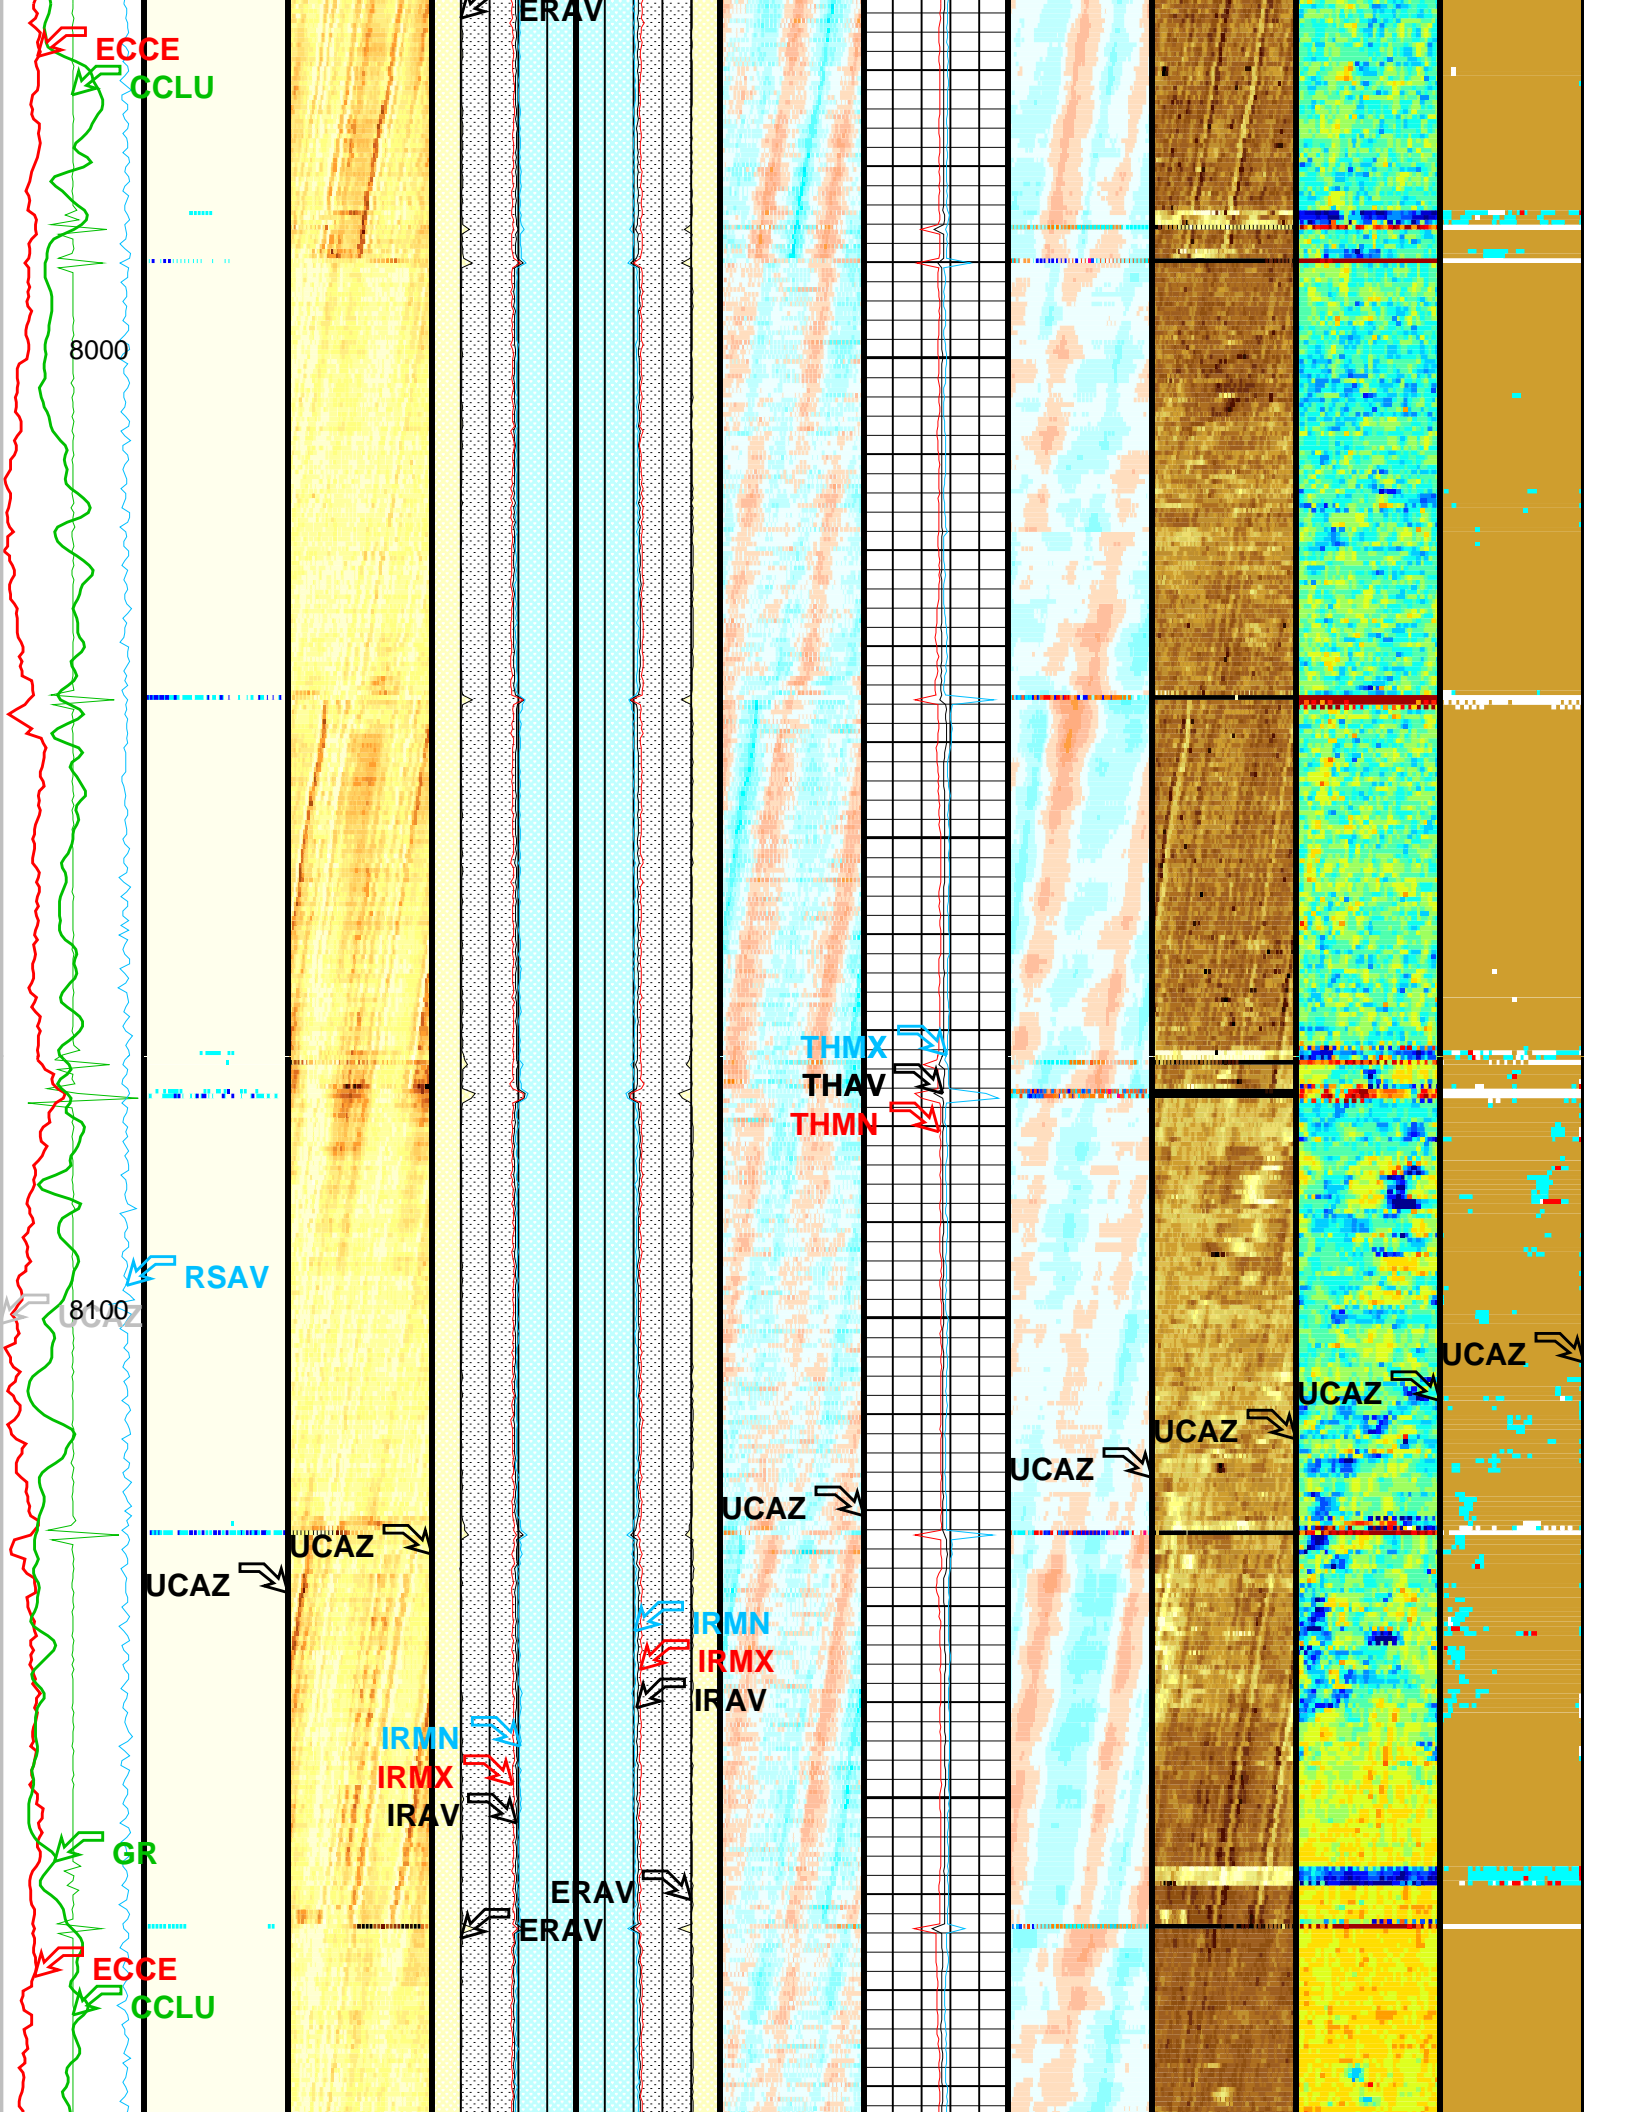 ERAV
ECCE
CCLU
8000
THMX
THAV
THMN
RSAV
8100
UCAZ
UCAZ
UCAZ
UCAZ
UCAZ
UCAZ
UCAZ
UCAZ
IRMN
IRMX
IRAV
IRMN
IRMX
IRAV
GR
ERAV
ERAV
ECCE
CCLU